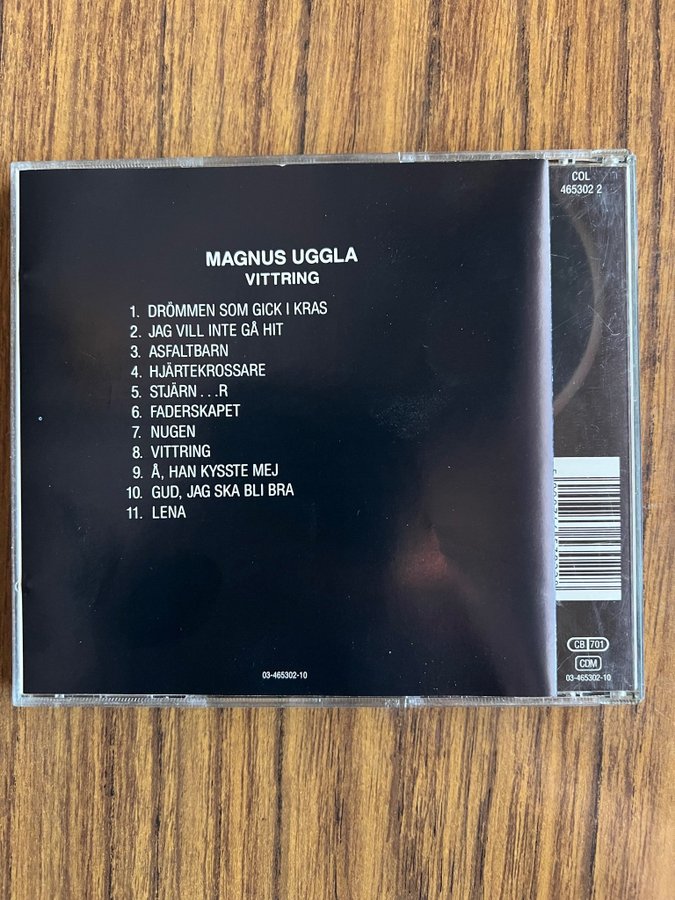 COL
465302 2
MAGNUS UGGLA
VITTRING
1. DRÖMMEN SOM GICK I KRAS
2. JAG VILL INTE GÅ HIT
3. ASFALTBARN
4. HJÄRTEKROSSARE
5. STJÄRN...R
6. FADERSKAPET
7. NUGEN
8. VITTRING
9. Å, HAN KYSSTE MEJ
10. GUD, JAG SKA BLI BRA
11. LENA
03-465302-10
CB 701
CDM
03-465302-10